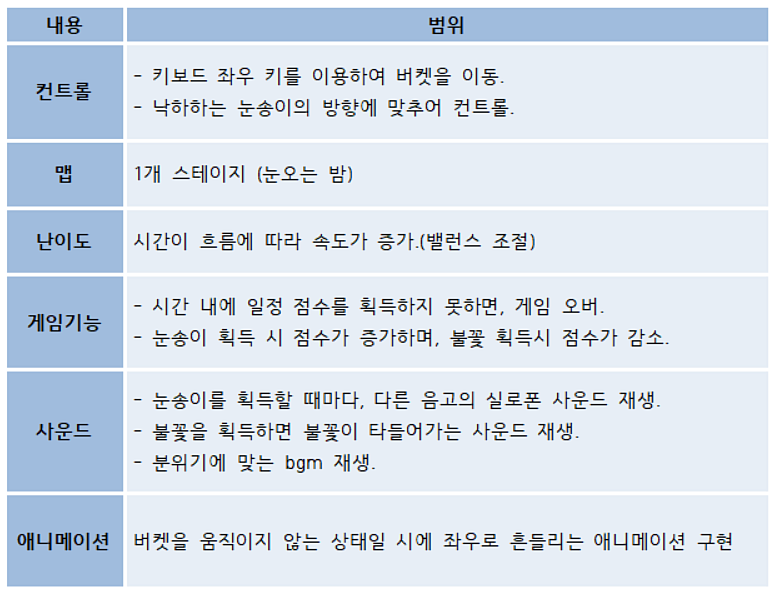 내용 범위
컨트롤
- 키보드 좌우 키를 이용하여 버켓을 이동.
- 낙하하는 눈송이의 방향에 맞추어 컨트롤.
맵
1개 스테이지 (눈오는 밤)
난이도
시간이 흐름에 따라 속도가 증가.(밸런스 조절)
게임기능
- 시간 내에 일정 점수를 획득하지 못하면, 게임 오버.
- 눈송이 획득 시 점수가 증가하며, 불꽃 획득시 점수가 감소.
사운드
- 눈송이를 획득할 때마다, 다른 음고의 실로폰 사운드 재생.
- 불꽃을 획득하면 불꽃이 타들어가는 사운드 재생.
- 분위기에 맞는 bgm 재생.
애니메이션
버켓을 움직이지 않는 상태일 시에 좌우로 흔들리는 애니메이션 구현